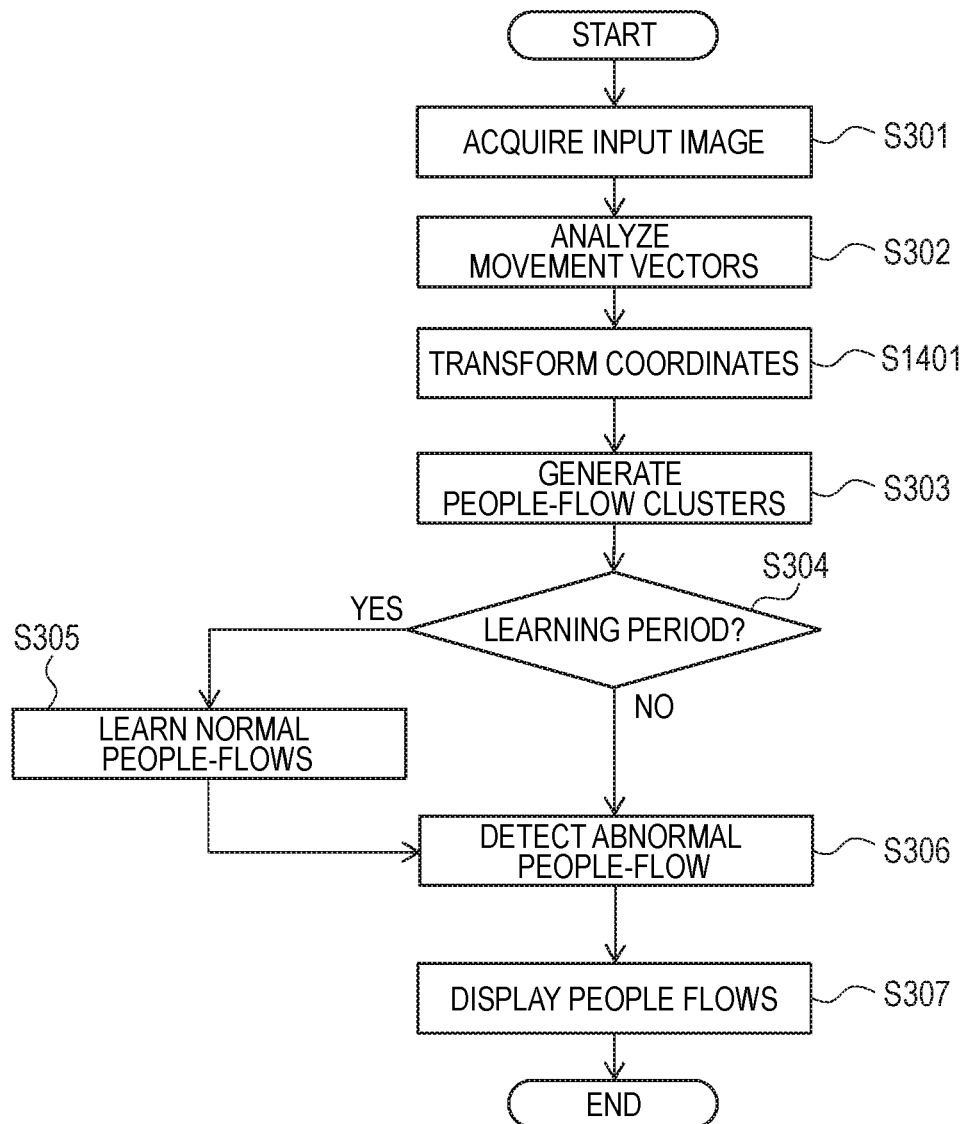 START
ACQUIRE INPUT IMAGE
S301
ANALYZE
MOVEMENT VECTORS
S302
TRANSFORM COORDINATES
S1401
GENERATE
PEOPLE-FLOW CLUSTERS
S303
S304
LEARNING PERIOD?
YES
NO
S305
LEARN NORMAL
PEOPLE-FLOWS
DETECT ABNORMAL
PEOPLE-FLOW
S306
DISPLAY PEOPLE FLOWS
S307
END